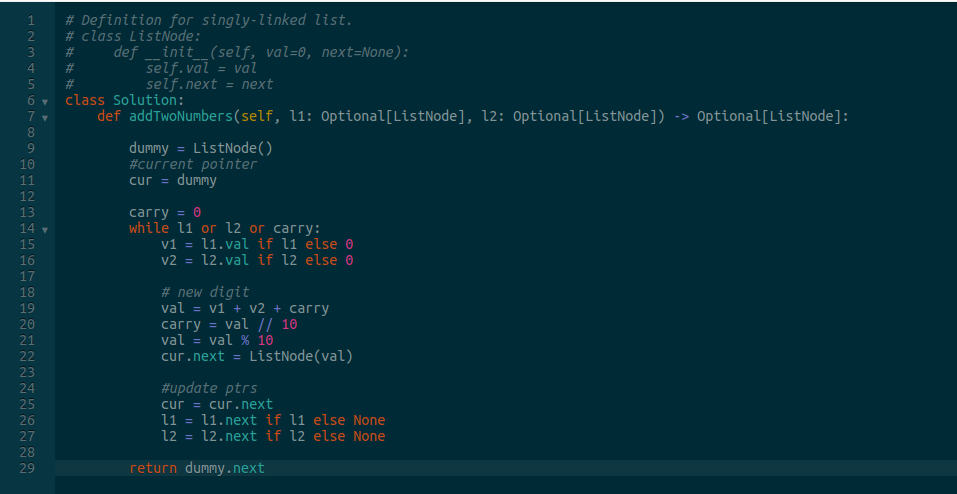 1 # Definition for singly-linked list.
2 # class ListNode:
3 #     def __init__(self, val=0, next=None):
4 #         self.val = val
5 #         self.next = next
6 class Solution:
7     def addTwoNumbers(self, l1: Optional[ListNode], l2: Optional[ListNode]) -> Optional[ListNode]:
8
9         dummy = ListNode()
10         #current pointer
11         cur = dummy
12
13         carry = 0
14         while l1 or l2 or carry:
15             v1 = l1.val if l1 else 0
16             v2 = l2.val if l2 else 0
17
18             # new digit
19             val = v1 + v2 + carry
20             carry = val // 10
21             val = val % 10
22             cur.next = ListNode(val)
23
24             #update ptrs
25             cur = cur.next
26             l1 = l1.next if l1 else None
27             l2 = l2.next if l2 else None
28
29         return dummy.next